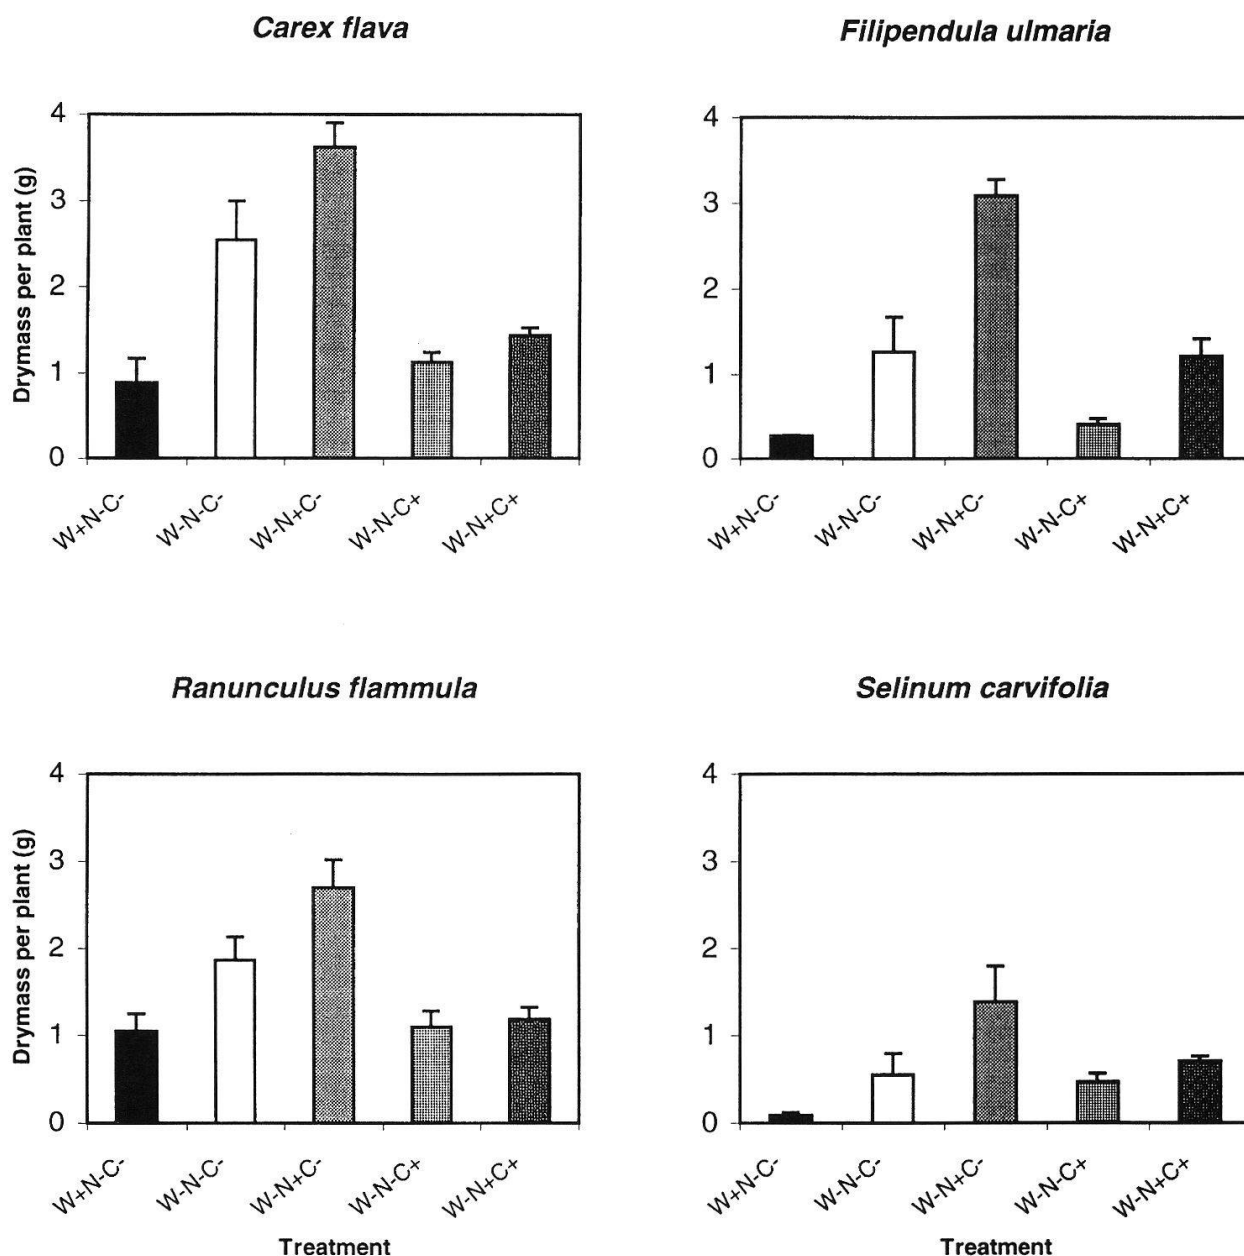 Carex flava
Drymass per plant (g)
4
3
2
1
0
W+N-C-
W-N-C-
W-N+C-
W-N-C+
W-N+C+
Filipendula ulmaria
4
3
2
1
0
W+N-C-
W-N-C-
W-N+C-
W-N-C+
W-N+C+
Ranunculus flammula
Drymass per plant (g)
4
3
2
1
0
W+N-C-
W-N-C-
W-N+C-
W-N-C+
W-N+C+
Treatment
Selinum carvifolia
4
3
2
1
0
W+N-C-
W-N-C-
W-N+C-
W-N-C+
W-N+C+
Treatment